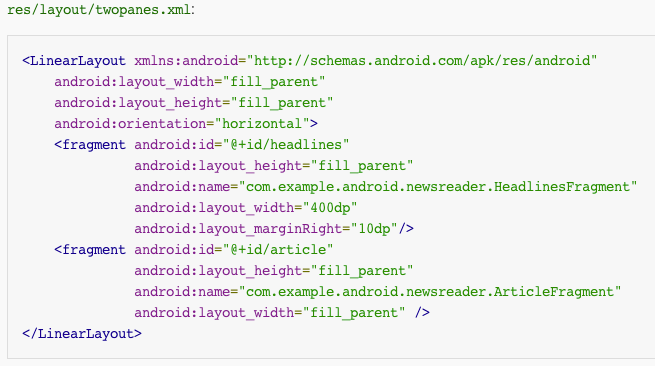 res/layout/twopanes.xml:
<LinearLayout xmlns:android="http://schemas.android.com/apk/res/android"
    android:layout_width="fill_parent"
    android:layout_height="fill_parent"
    android:orientation="horizontal">
    <fragment android:id="@+id/headlines"
              android:layout_height="fill_parent"
              android:name="com.example.android.newsreader.HeadlinesFragment"
              android:layout_width="400dp"
              android:layout_marginRight="10dp"/>
    <fragment android:id="@+id/article"
              android:layout_height="fill_parent"
              android:name="com.example.android.newsreader.ArticleFragment"
              android:layout_width="fill_parent" />
</LinearLayout>